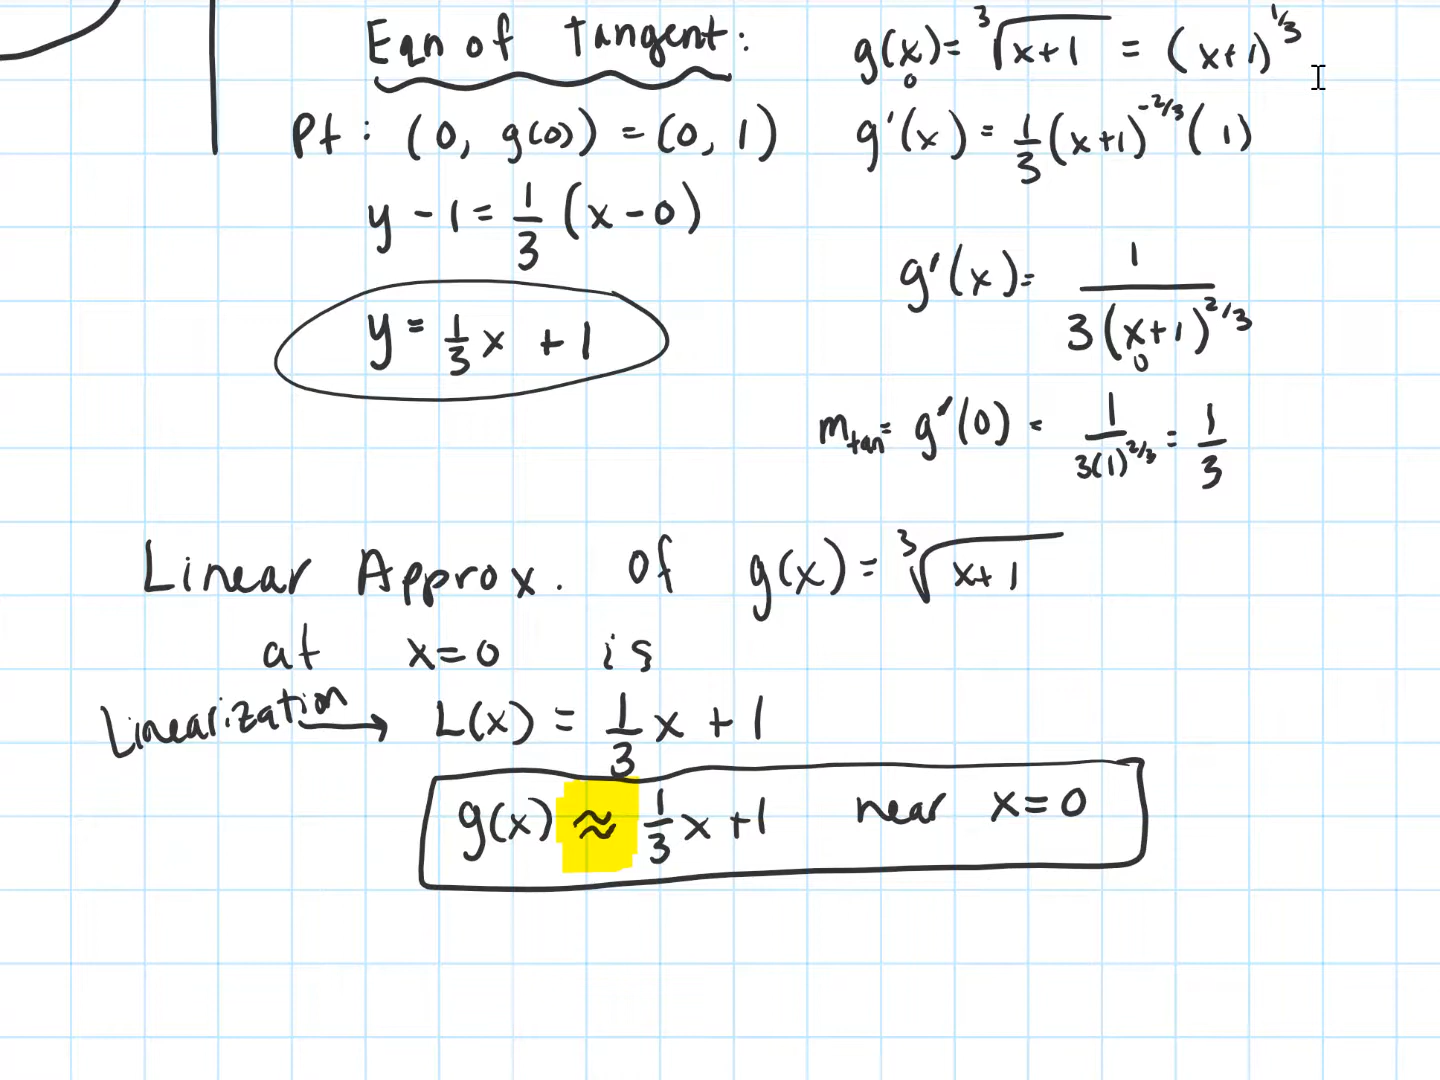 Eqn of Tangent:
Pt: (0, g(0)) = (0, 1)
y - 1 = 1/3 (x - 0)
y = 1/3 x + 1
g(x) = ∛(x+1) = (x+1)^1/3
0
g'(x) = 1/3 (x+1)^-2/3 (1)
g'(x) = 1/(3(x+1)^2/3)
0
m_tan = g'(0) = 1/(3(1)^2/3) = 1/3
Linear Approx. of g(x) = ∛(x+1)
at x=0 is
Linearization → L(x) = 1/3 x + 1
g(x) ≈ 1/3 x + 1 near x=0